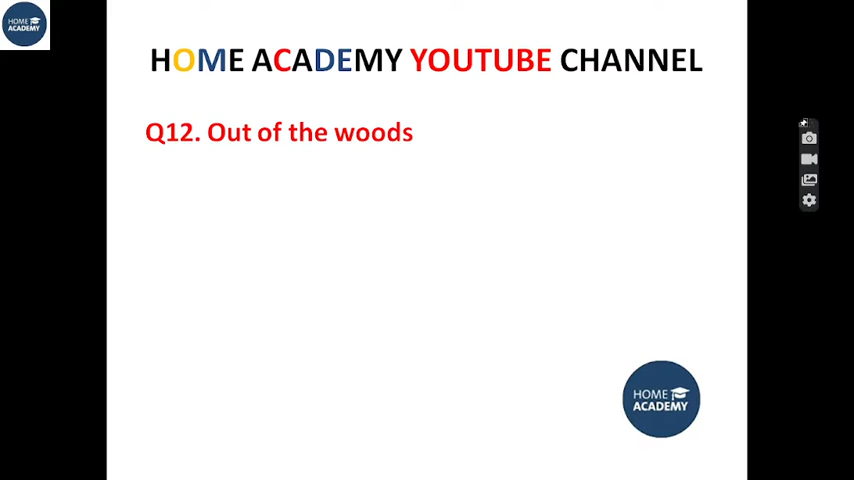 HOME ACADEMY
HOME ACADEMY YOUTUBE CHANNEL
Q12. Out of the woods
HOME
ACADEMY